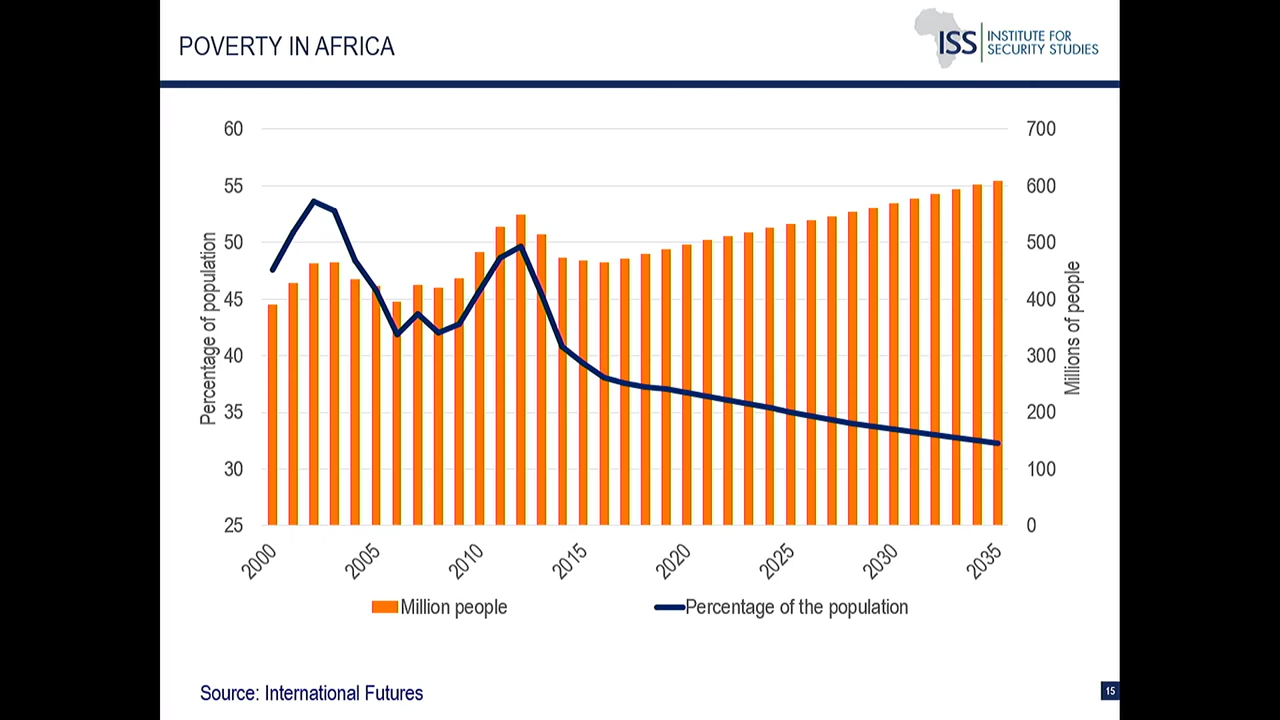 POVERTY IN AFRICA
ISS
INSTITUTE FOR
SECURITY STUDIES
60
55
50
45
40
35
30
25
Percentage of population
700
600
500
400
300
200
100
0
Millions of people
2000
2005
2010
2015
2020
2025
2030
2035
Million people
Percentage of the population
Source: International Futures
15